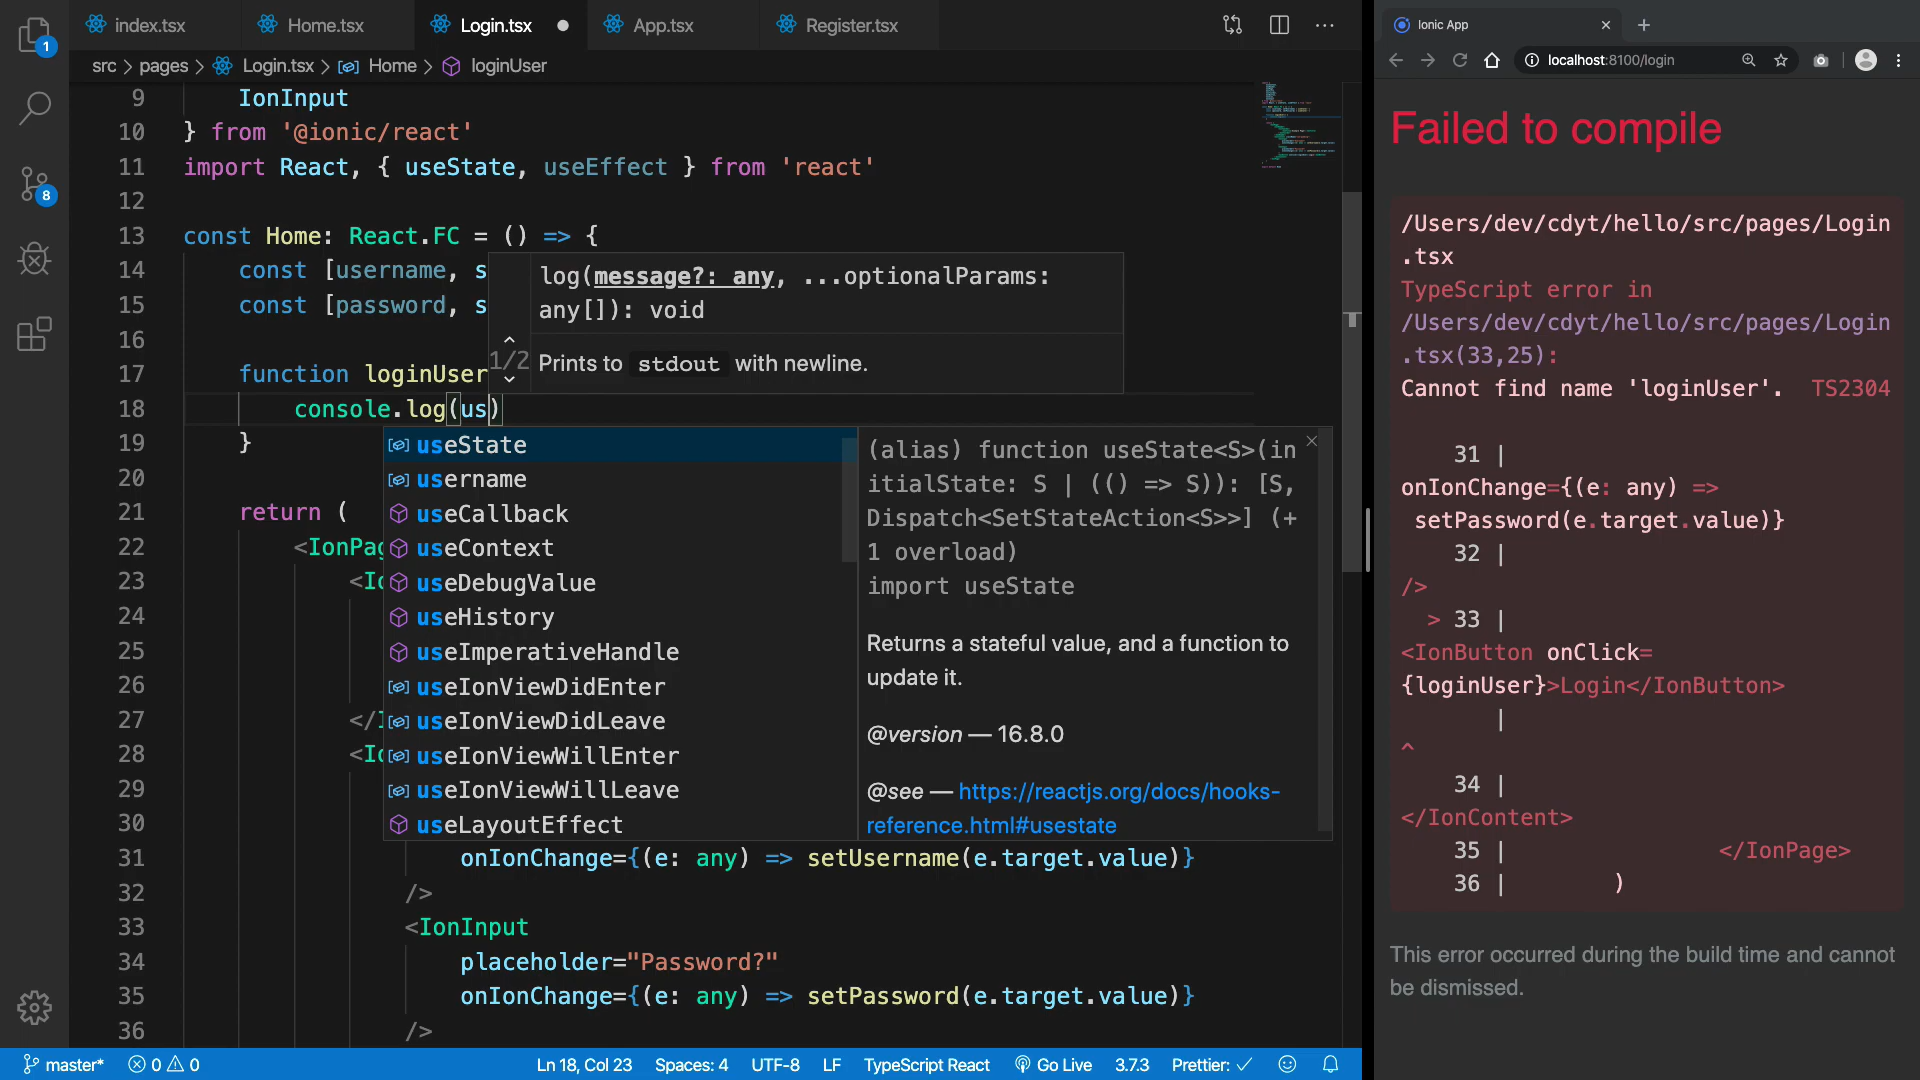 1
8
index.tsx
Home.tsx
Login.tsx
App.tsx
Register.tsx
src > pages > Login.tsx > Home > loginUser
9 IonInput
10 } from '@ionic/react'
11 import React, { useState, useEffect } from 'react'
12
13 const Home: React.FC = () => {
14 const [username, s
15 const [password, s
16
17 function loginUser
18 console.log(us)
19 }
20
21 return (
22 <IonPag
23 <Io
24
25
26
27 </I
28 <Io
29
30
31 onIonChange={(e: any) => setUsername(e.target.value)}
32 />
33 <IonInput
34 placeholder="Password?"
35 onIonChange={(e: any) => setPassword(e.target.value)}
36 />
log(message?: any, ...optionalParams:
any[]): void
1/2
Prints to stdout with newline.
useState
username
useCallback
useContext
useDebugValue
useHistory
useImperativeHandle
useIonViewDidEnter
useIonViewDidLeave
useIonViewWillEnter
useIonViewWillLeave
useLayoutEffect
(alias) function useState<S>(in
itialState: S | (() => S)): [S,
Dispatch<SetStateAction<S>>] (+
1 overload)
import useState
Returns a stateful value, and a function to
update it.
@version — 16.8.0
@see — https://reactjs.org/docs/hooks-
reference.html#usestate
master* 0 0 Ln 18, Col 23 Spaces: 4 UTF-8 LF TypeScript React Go Live 3.7.3 Prettier: ✓
Ionic App
localhost:8100/login
Failed to compile
/Users/dev/cdyt/hello/src/pages/Login
.tsx
TypeScript error in
/Users/dev/cdyt/hello/src/pages/Login
.tsx(33,25):
Cannot find name 'loginUser'. TS2304
31 |
onIonChange={(e: any) =>
setPassword(e.target.value)}
32 |
/>
> 33 |
<IonButton onClick=
{loginUser}>Login</IonButton>
|
^
34 |
</IonContent>
35 | </IonPage>
36 | )
This error occurred during the build time and cannot
be dismissed.